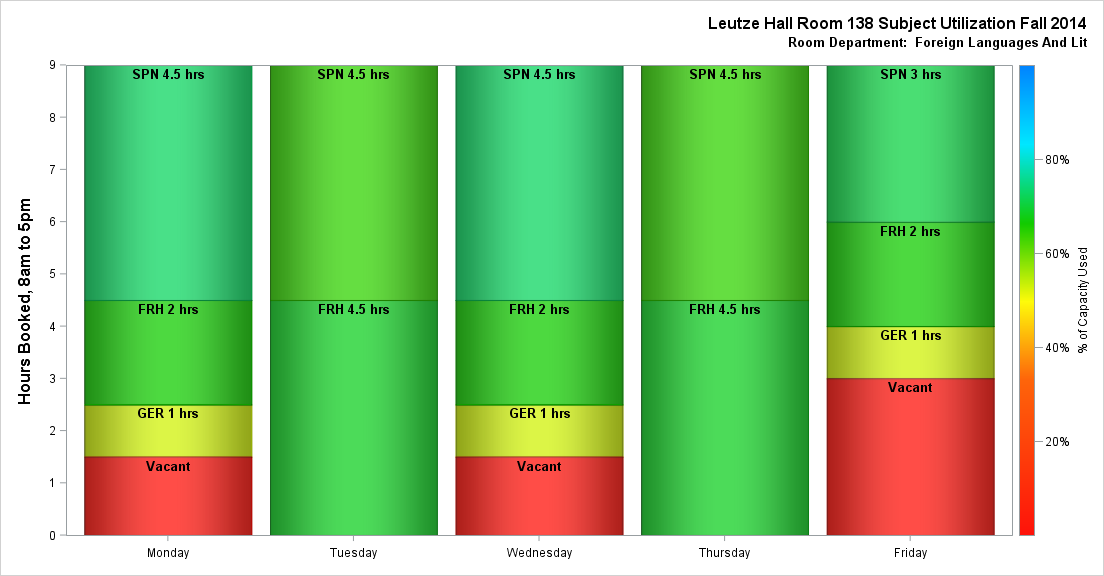 Leutze Hall Room 138 Subject Utilization Fall 2014
Room Department:  Foreign Languages And Lit
Hours Booked, 8am to 5pm
9
8
7
6
5
4
3
2
1
0
SPN 4.5 hrs
FRH 2 hrs
GER 1 hrs
Vacant
Monday
SPN 4.5 hrs
FRH 4.5 hrs
Tuesday
SPN 4.5 hrs
FRH 2 hrs
GER 1 hrs
Vacant
Wednesday
SPN 4.5 hrs
FRH 4.5 hrs
Thursday
SPN 3 hrs
FRH 2 hrs
GER 1 hrs
Vacant
Friday
80%
60%
40%
20%
% of Capacity Used